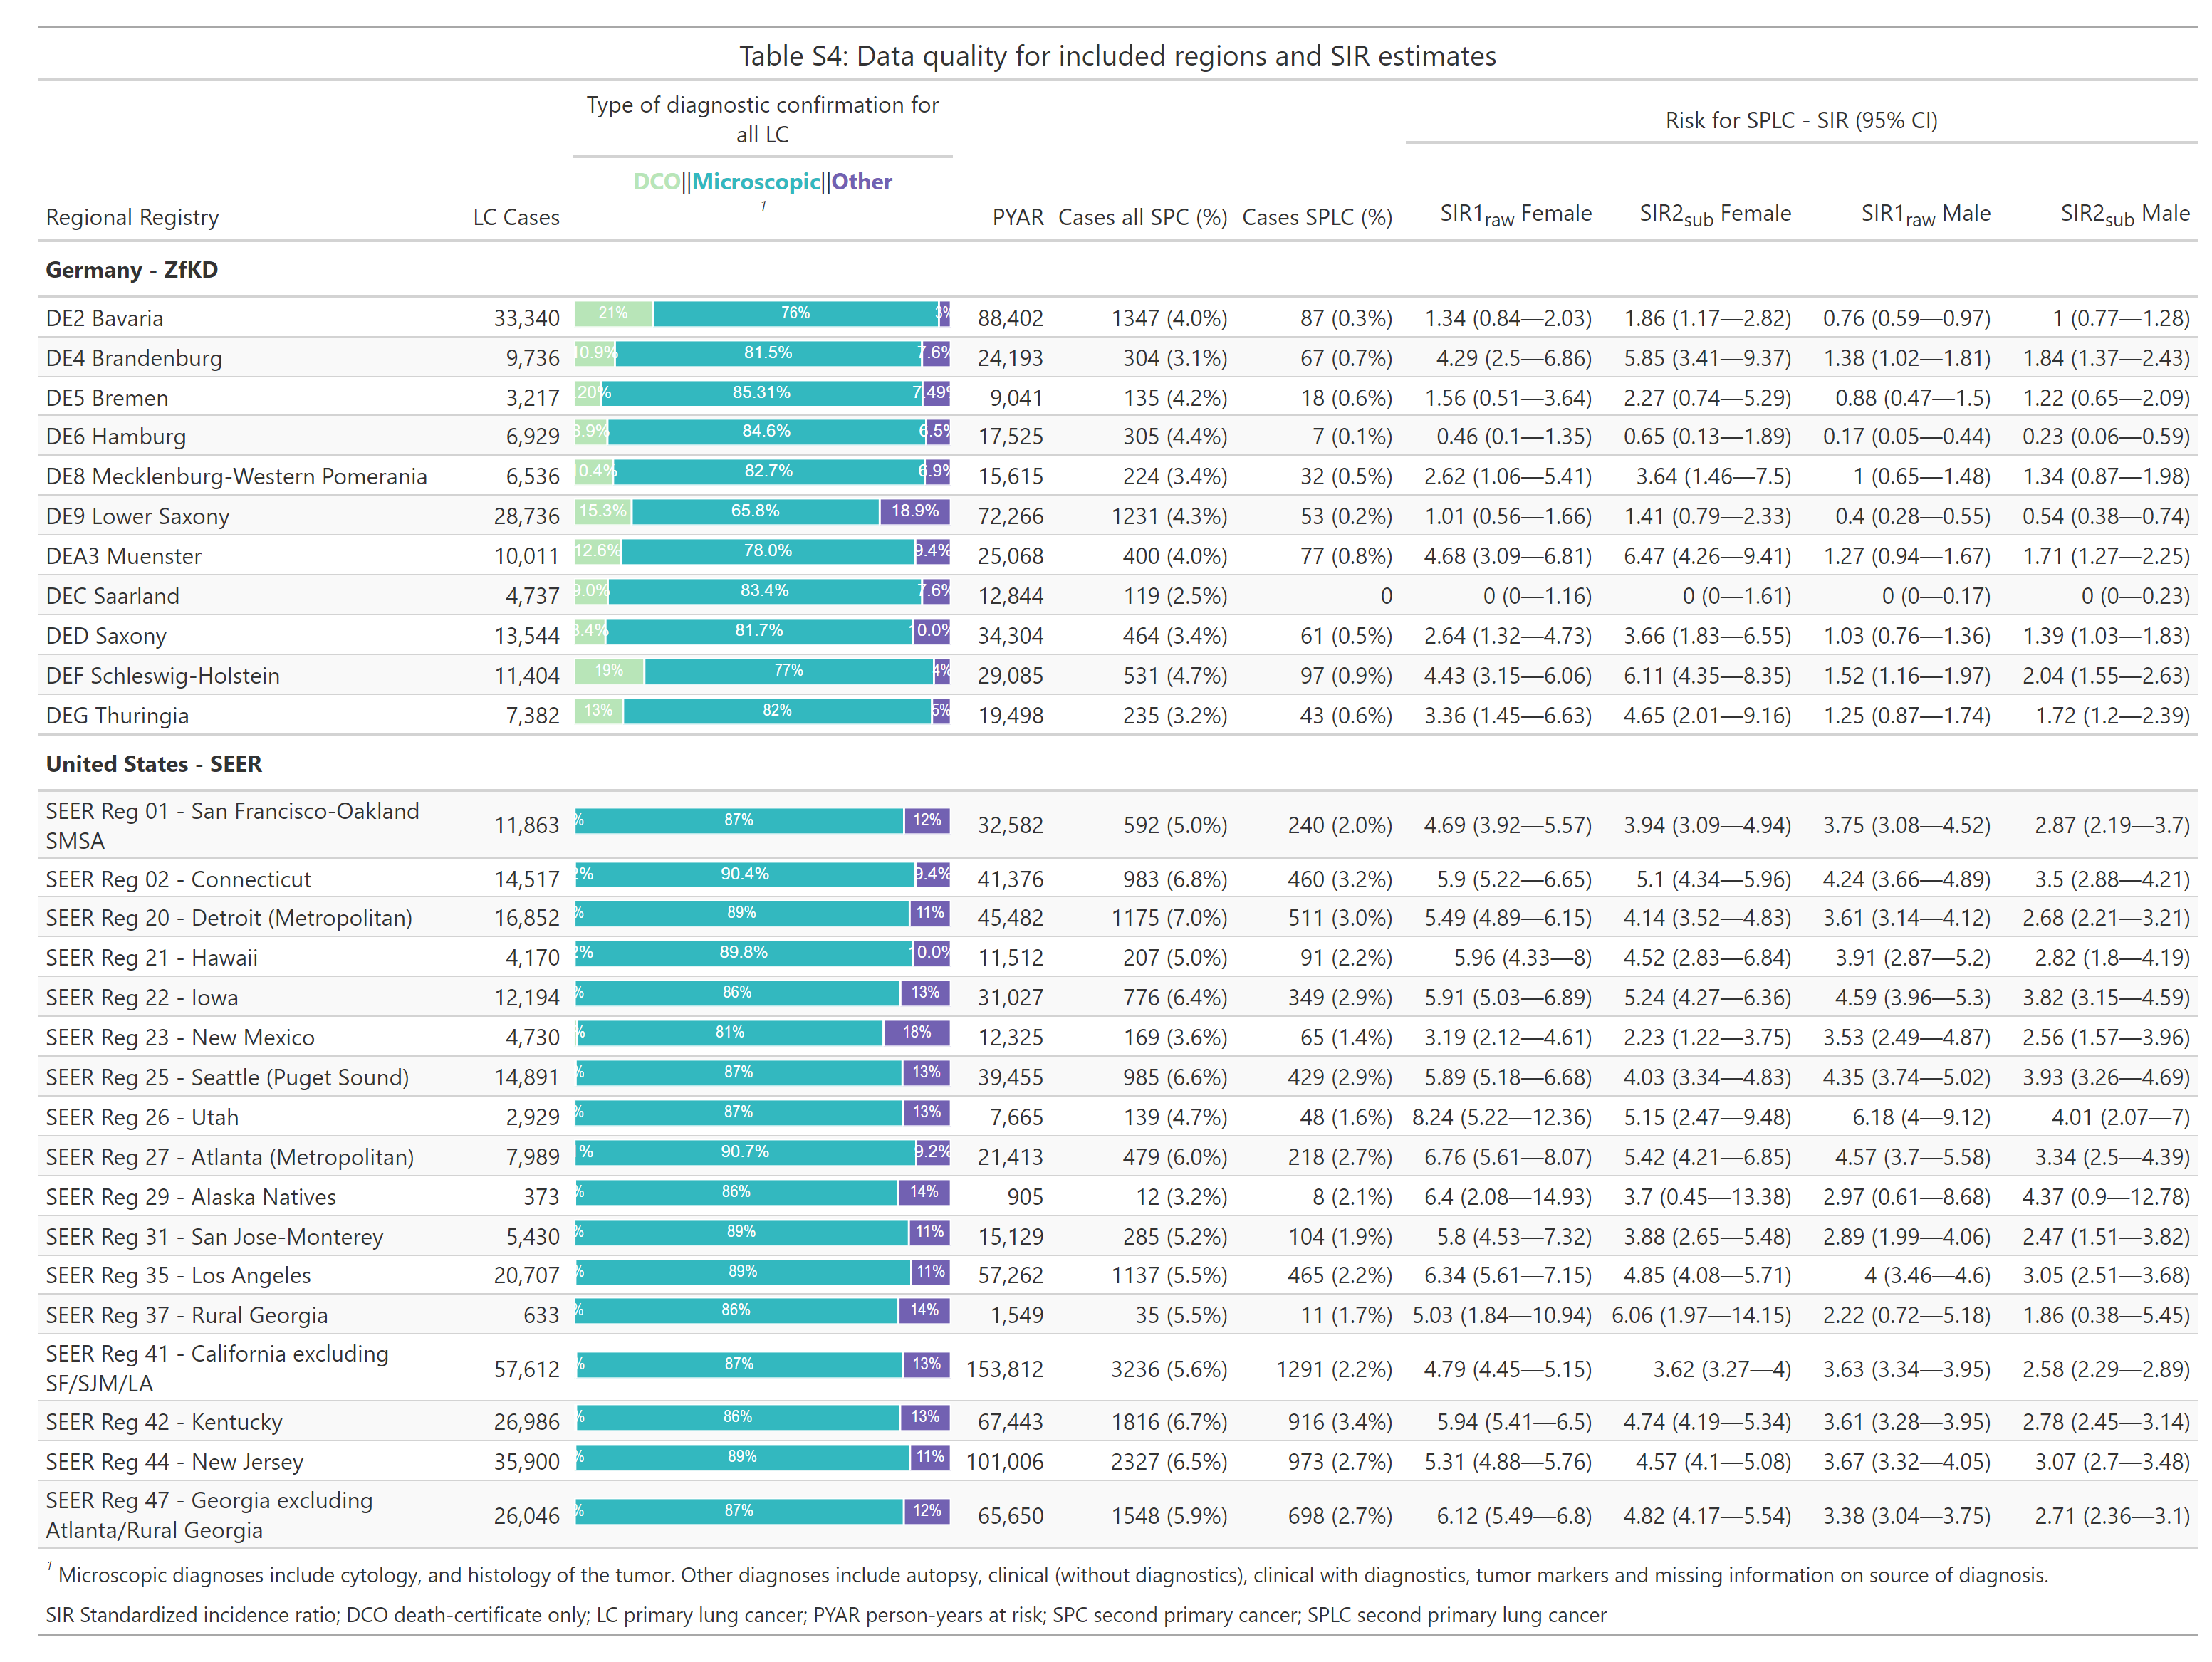 Table S4: Data quality for included regions and SIR estimates
Type of diagnostic confirmation for
all LC
Risk for SPLC - SIR (95% CI)
DCO||Microscopic||Other
1
Regional Registry LC Cases PYAR Cases all SPC (%) Cases SPLC (%) SIR1raw Female SIR2sub Female SIR1raw Male SIR2sub Male
Germany - ZfKD
DE2 Bavaria 33,340 21% 76% 3% 88,402 1347 (4.0%) 87 (0.3%) 1.34 (0.84—2.03) 1.86 (1.17—2.82) 0.76 (0.59—0.97) 1 (0.77—1.28)
DE4 Brandenburg 9,736 10.9% 81.5% 7.6% 24,193 304 (3.1%) 67 (0.7%) 4.29 (2.5—6.86) 5.85 (3.41—9.37) 1.38 (1.02—1.81) 1.84 (1.37—2.43)
DE5 Bremen 3,217 20% 85.31% 7.49% 9,041 135 (4.2%) 18 (0.6%) 1.56 (0.51—3.64) 2.27 (0.74—5.29) 0.88 (0.47—1.5) 1.22 (0.65—2.09)
DE6 Hamburg 6,929 8.9% 84.6% 6.5% 17,525 305 (4.4%) 7 (0.1%) 0.46 (0.1—1.35) 0.65 (0.13—1.89) 0.17 (0.05—0.44) 0.23 (0.06—0.59)
DE8 Mecklenburg-Western Pomerania 6,536 10.4% 82.7% 6.9% 15,615 224 (3.4%) 32 (0.5%) 2.62 (1.06—5.41) 3.64 (1.46—7.5) 1 (0.65—1.48) 1.34 (0.87—1.98)
DE9 Lower Saxony 28,736 15.3% 65.8% 18.9% 72,266 1231 (4.3%) 53 (0.2%) 1.01 (0.56—1.66) 1.41 (0.79—2.33) 0.4 (0.28—0.55) 0.54 (0.38—0.74)
DEA3 Muenster 10,011 12.6% 78.0% 9.4% 25,068 400 (4.0%) 77 (0.8%) 4.68 (3.09—6.81) 6.47 (4.26—9.41) 1.27 (0.94—1.67) 1.71 (1.27—2.25)
DEC Saarland 4,737 9.0% 83.4% 7.6% 12,844 119 (2.5%) 0 0 (0—1.16) 0 (0—1.61) 0 (0—0.17) 0 (0—0.23)
DED Saxony 13,544 8.4% 81.7% 10.0% 34,304 464 (3.4%) 61 (0.5%) 2.64 (1.32—4.73) 3.66 (1.83—6.55) 1.03 (0.76—1.36) 1.39 (1.03—1.83)
DEF Schleswig-Holstein 11,404 19% 77% 4% 29,085 531 (4.7%) 97 (0.9%) 4.43 (3.15—6.06) 6.11 (4.35—8.35) 1.52 (1.16—1.97) 2.04 (1.55—2.63)
DEG Thuringia 7,382 13% 82% 5% 19,498 235 (3.2%) 43 (0.6%) 3.36 (1.45—6.63) 4.65 (2.01—9.16) 1.25 (0.87—1.74) 1.72 (1.2—2.39)
United States - SEER
SEER Reg 01 - San Francisco-Oakland
SMSA 11,863 % 87% 12% 32,582 592 (5.0%) 240 (2.0%) 4.69 (3.92—5.57) 3.94 (3.09—4.94) 3.75 (3.08—4.52) 2.87 (2.19—3.7)
SEER Reg 02 - Connecticut 14,517 2% 90.4% 9.4% 41,376 983 (6.8%) 460 (3.2%) 5.9 (5.22—6.65) 5.1 (4.34—5.96) 4.24 (3.66—4.89) 3.5 (2.88—4.21)
SEER Reg 20 - Detroit (Metropolitan) 16,852 % 89% 11% 45,482 1175 (7.0%) 511 (3.0%) 5.49 (4.89—6.15) 4.14 (3.52—4.83) 3.61 (3.14—4.12) 2.68 (2.21—3.21)
SEER Reg 21 - Hawaii 4,170 2% 89.8% 10.0% 11,512 207 (5.0%) 91 (2.2%) 5.96 (4.33—8) 4.52 (2.83—6.84) 3.91 (2.87—5.2) 2.82 (1.8—4.19)
SEER Reg 22 - Iowa 12,194 % 86% 13% 31,027 776 (6.4%) 349 (2.9%) 5.91 (5.03—6.89) 5.24 (4.27—6.36) 4.59 (3.96—5.3) 3.82 (3.15—4.59)
SEER Reg 23 - New Mexico 4,730 % 81% 18% 12,325 169 (3.6%) 65 (1.4%) 3.19 (2.12—4.61) 2.23 (1.22—3.75) 3.53 (2.49—4.87) 2.56 (1.57—3.96)
SEER Reg 25 - Seattle (Puget Sound) 14,891 % 87% 13% 39,455 985 (6.6%) 429 (2.9%) 5.89 (5.18—6.68) 4.03 (3.34—4.83) 4.35 (3.74—5.02) 3.93 (3.26—4.69)
SEER Reg 26 - Utah 2,929 % 87% 13% 7,665 139 (4.7%) 48 (1.6%) 8.24 (5.22—12.36) 5.15 (2.47—9.48) 6.18 (4—9.12) 4.01 (2.07—7)
SEER Reg 27 - Atlanta (Metropolitan) 7,989 % 90.7% 9.2% 21,413 479 (6.0%) 218 (2.7%) 6.76 (5.61—8.07) 5.42 (4.21—6.85) 4.57 (3.7—5.58) 3.34 (2.5—4.39)
SEER Reg 29 - Alaska Natives 373 % 86% 14% 905 12 (3.2%) 8 (2.1%) 6.4 (2.08—14.93) 3.7 (0.45—13.38) 2.97 (0.61—8.68) 4.37 (0.9—12.78)
SEER Reg 31 - San Jose-Monterey 5,430 % 89% 11% 15,129 285 (5.2%) 104 (1.9%) 5.8 (4.53—7.32) 3.88 (2.65—5.48) 2.89 (1.99—4.06) 2.47 (1.51—3.82)
SEER Reg 35 - Los Angeles 20,707 % 89% 11% 57,262 1137 (5.5%) 465 (2.2%) 6.34 (5.61—7.15) 4.85 (4.08—5.71) 4 (3.46—4.6) 3.05 (2.51—3.68)
SEER Reg 37 - Rural Georgia 633 % 86% 14% 1,549 35 (5.5%) 11 (1.7%) 5.03 (1.84—10.94) 6.06 (1.97—14.15) 2.22 (0.72—5.18) 1.86 (0.38—5.45)
SEER Reg 41 - California excluding
SF/SJM/LA 57,612 % 87% 13% 153,812 3236 (5.6%) 1291 (2.2%) 4.79 (4.45—5.15) 3.62 (3.27—4) 3.63 (3.34—3.95) 2.58 (2.29—2.89)
SEER Reg 42 - Kentucky 26,986 % 86% 13% 67,443 1816 (6.7%) 916 (3.4%) 5.94 (5.41—6.5) 4.74 (4.19—5.34) 3.61 (3.28—3.95) 2.78 (2.45—3.14)
SEER Reg 44 - New Jersey 35,900 % 89% 11% 101,006 2327 (6.5%) 973 (2.7%) 5.31 (4.88—5.76) 4.57 (4.1—5.08) 3.67 (3.32—4.05) 3.07 (2.7—3.48)
SEER Reg 47 - Georgia excluding
Atlanta/Rural Georgia 26,046 % 87% 12% 65,650 1548 (5.9%) 698 (2.7%) 6.12 (5.49—6.8) 4.82 (4.17—5.54) 3.38 (3.04—3.75) 2.71 (2.36—3.1)
1 Microscopic diagnoses include cytology, and histology of the tumor. Other diagnoses include autopsy, clinical (without diagnostics), clinical with diagnostics, tumor markers and missing information on source of diagnosis.
SIR Standardized incidence ratio; DCO death-certificate only; LC primary lung cancer; PYAR person-years at risk; SPC second primary cancer; SPLC second primary lung cancer